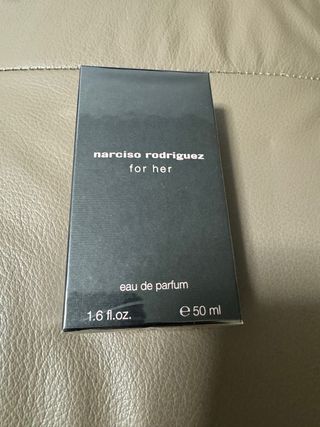 narciso rodriguez
for her
eau de parfum
1.6 fl.oz. ℮ 50 ml